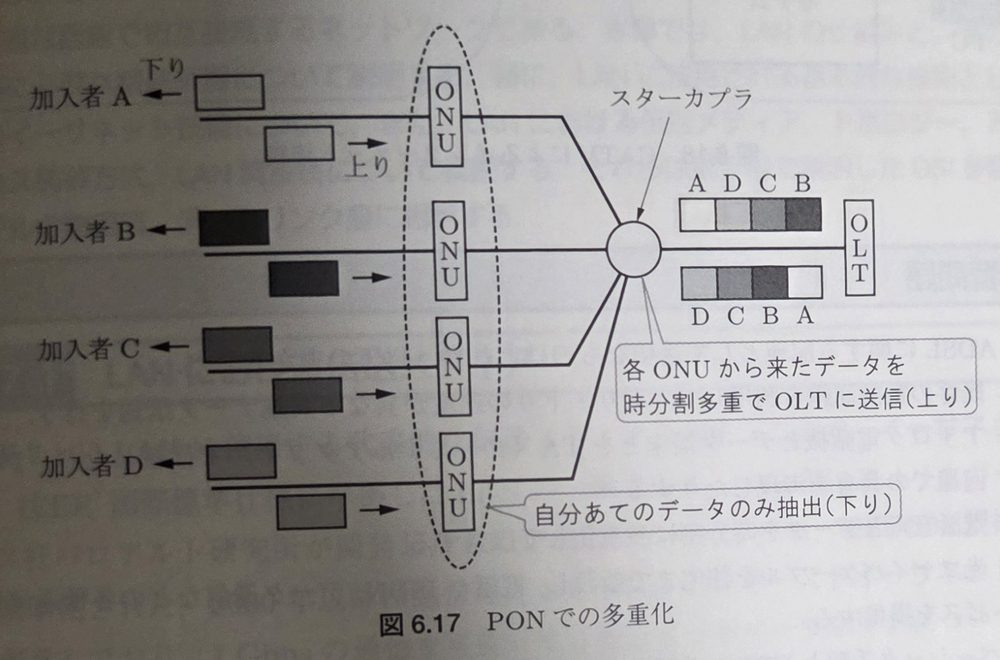 下り
加入者 A
上り
ONU
スターカプラ
加入者 B
ONU
A D C B
OLT
D C B A
加入者 C
ONU
各 ONU から来たデータを
時分割多重で OLT に送信(上り)
加入者 D
ONU
自分あてのデータのみ抽出(下り)
図 6.17 PON での多重化